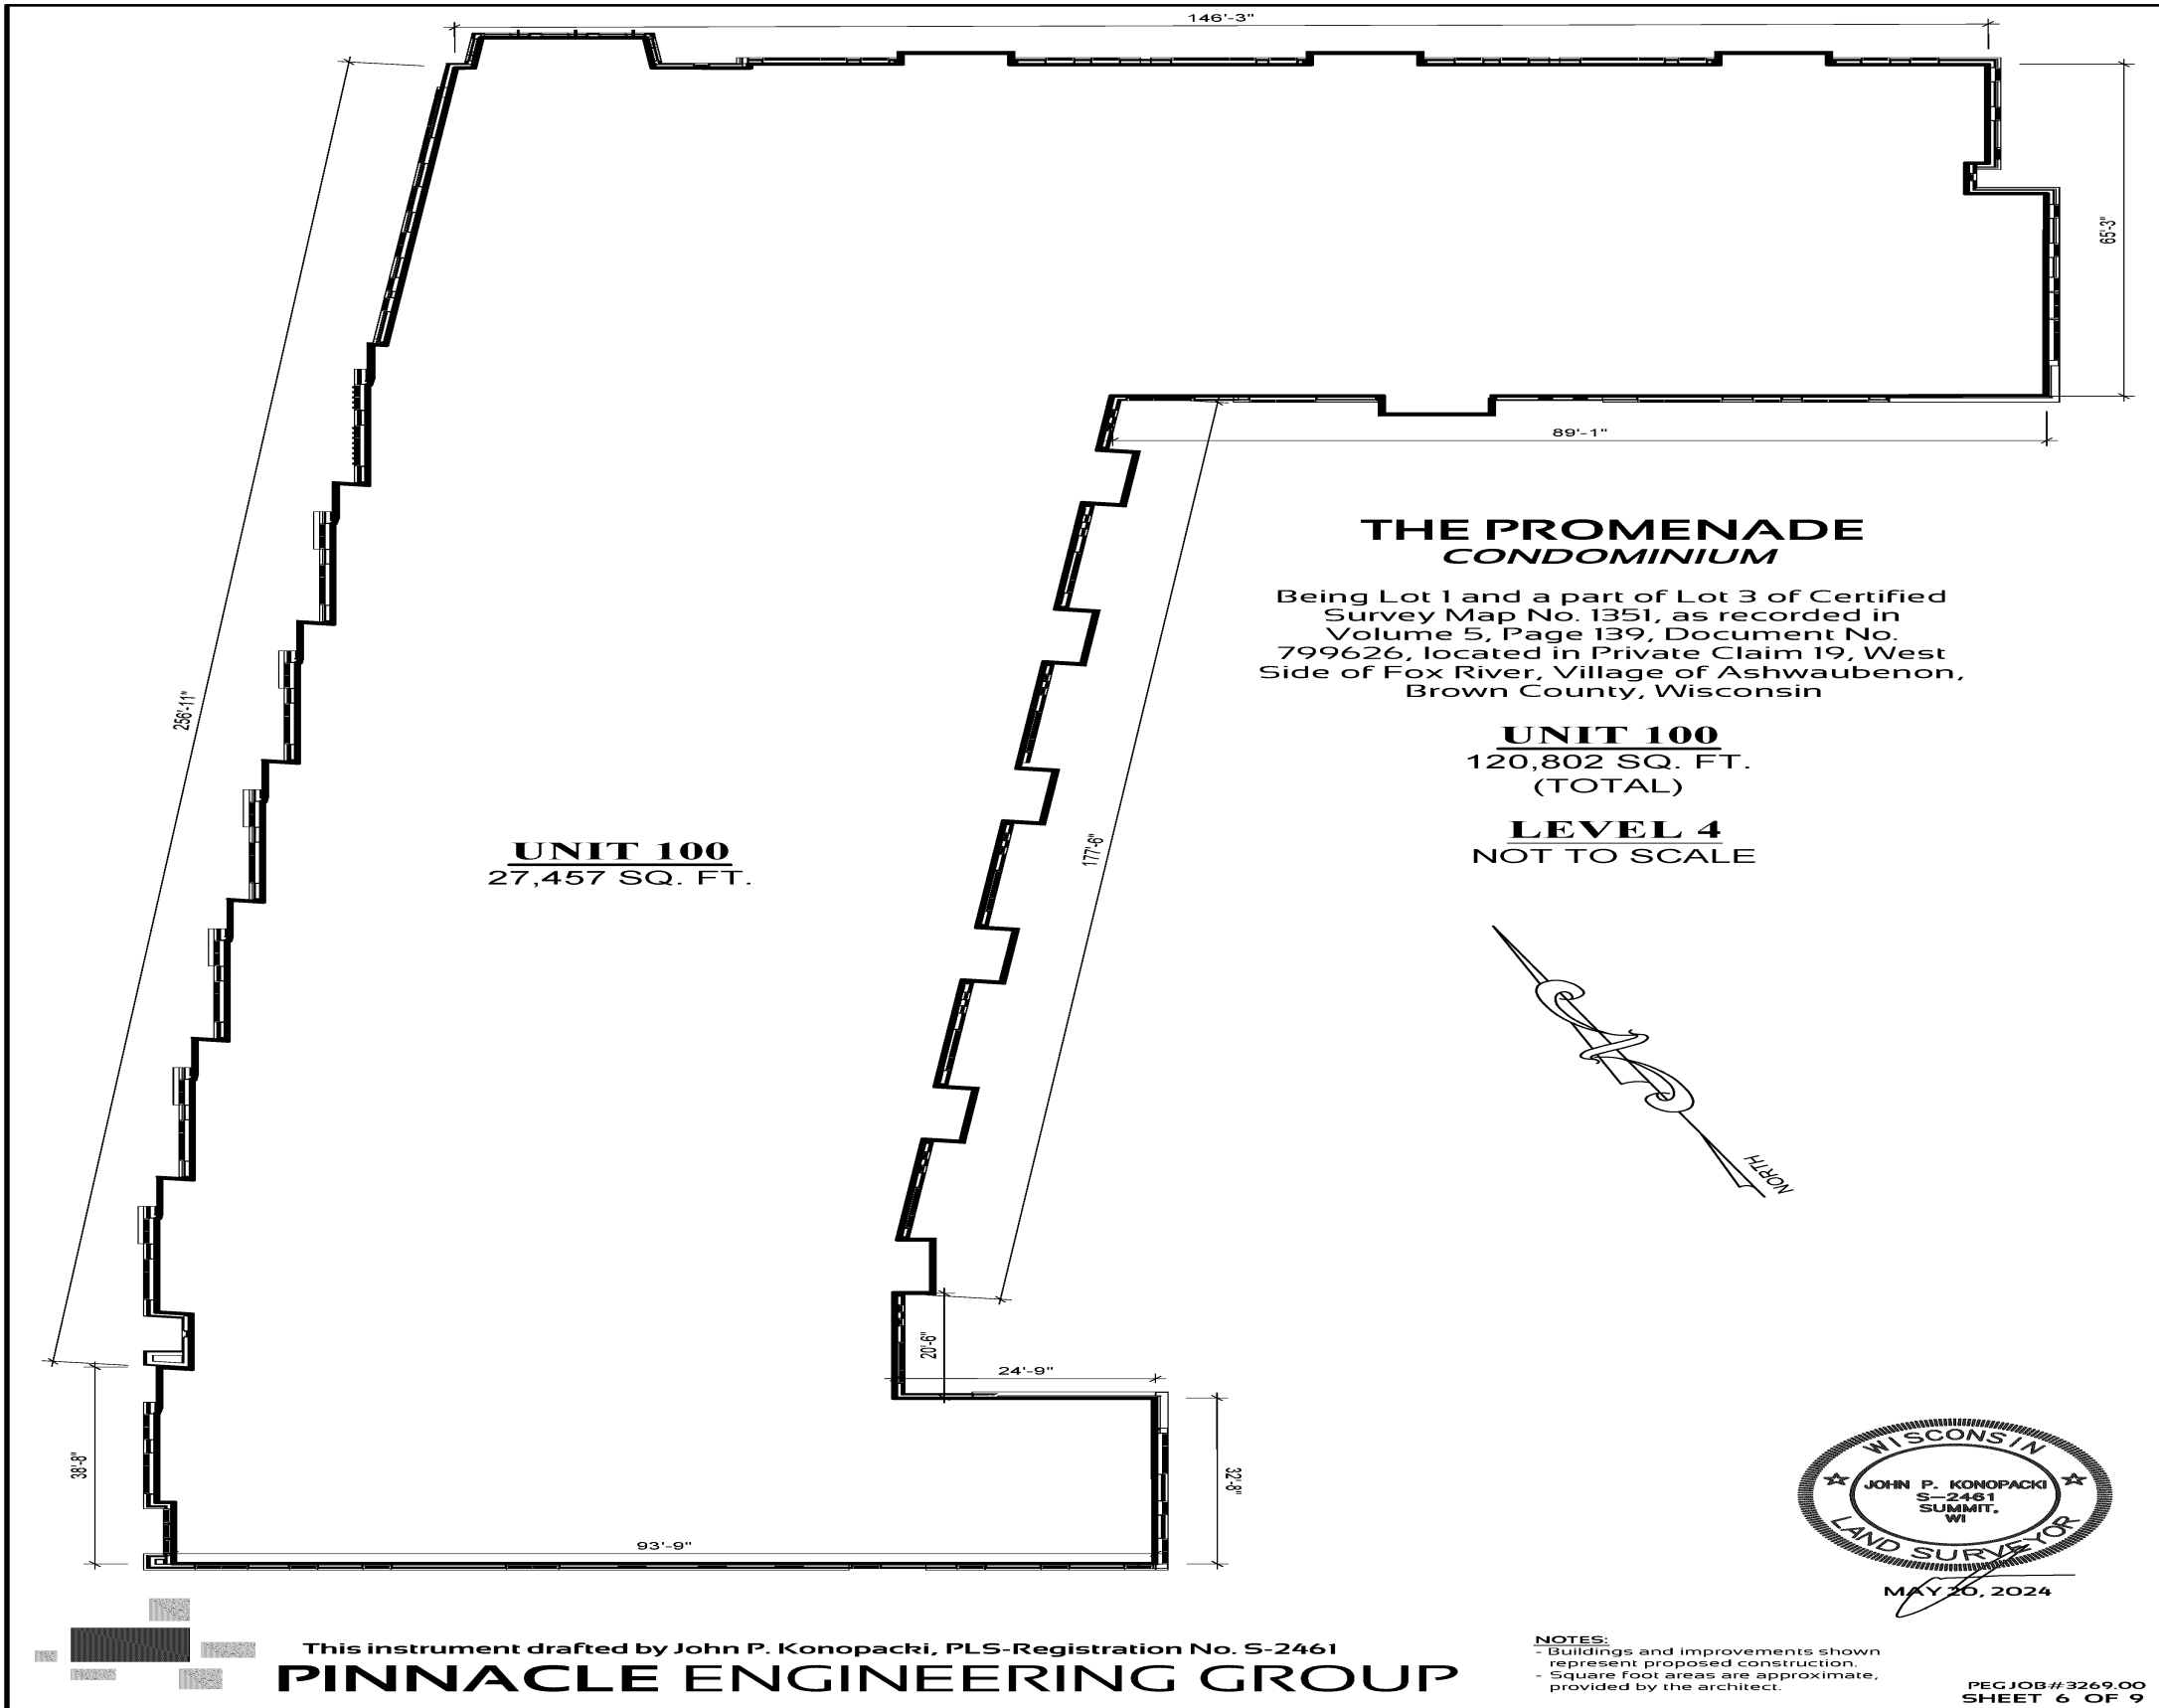 146'-3"
65'-3"
89'-1"
256'-11"
177'-6"
THE PROMENADE
CONDOMINIUM
Being Lot 1 and a part of Lot 3 of Certified
Survey Map No. 1351, as recorded in
Volume 5, Page 139, Document No.
799626, located in Private Claim 19, West
Side of Fox River, Village of Ashwaubenon,
Brown County, Wisconsin
UNIT 100
120,802 SQ. FT.
(TOTAL)
LEVEL 4
NOT TO SCALE
UNIT 100
27,457 SQ. FT.
NORTH
20'-6"
24'-9"
38'-8"
32'-8"
93'-9"
WISCONSIN
JOHN P. KONOPACKI
S-2461
SUMMIT,
WI
LAND SURVEYOR
MAY 20, 2024
This instrument drafted by John P. Konopacki, PLS-Registration No. S-2461
PINNACLE ENGINEERING GROUP
NOTES:
- Buildings and improvements shown
represent proposed construction.
- Square foot areas are approximate,
provided by the architect.
PEG JOB#3269.00
SHEET 6 OF 9